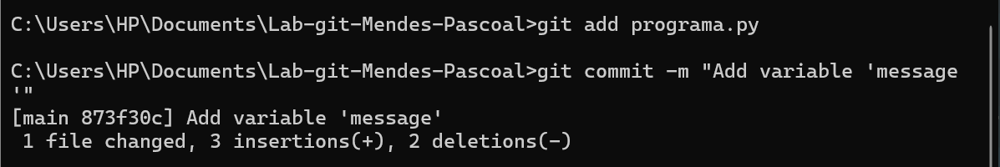 C:\Users\HP\Documents\Lab-git-Mendes-Pascoal>git add programa.py
C:\Users\HP\Documents\Lab-git-Mendes-Pascoal>git commit -m "Add variable 'message
'"
[main 873f30c] Add variable 'message'
 1 file changed, 3 insertions(+), 2 deletions(-)